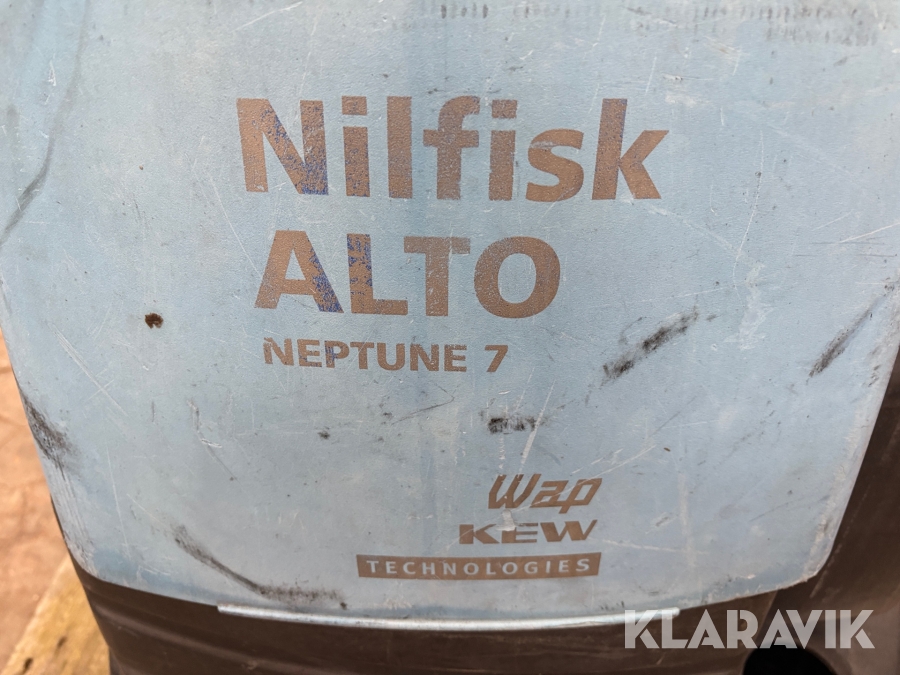 Nilfisk
ALTO
NEPTUNE 7
Wap
KEW
TECHNOLOGIES
KLARAVIK